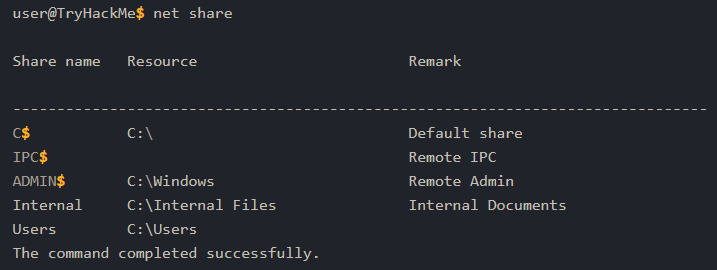 user@TryHackMe$ net share
Share name   Resource                        Remark
-------------------------------------------------------------------------------
C$           C:\                             Default share
IPC$                                         Remote IPC
ADMIN$       C:\Windows                      Remote Admin
Internal     C:\Internal Files               Internal Documents
Users        C:\Users
The command completed successfully.